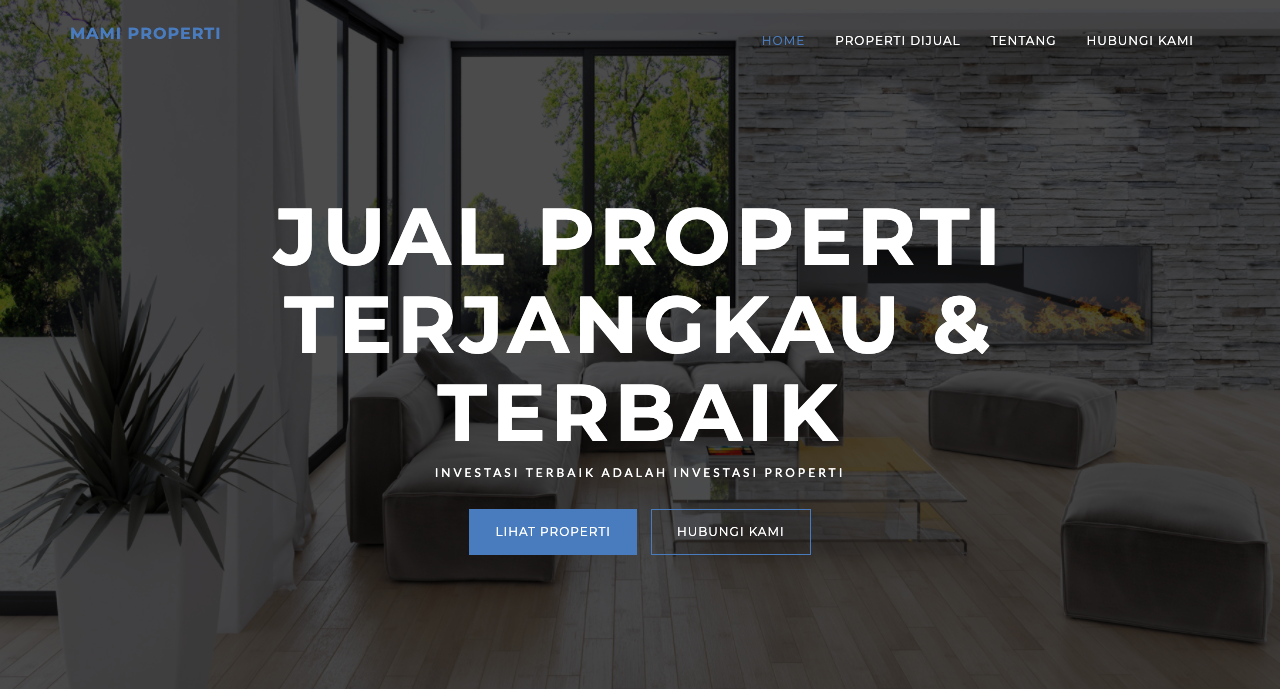 MAMI PROPERTI
HOME PROPERTI DIJUAL TENTANG HUBUNGI KAMI
JUAL PROPERTI
TERJANGKAU &
TERBAIK
INVESTASI TERBAIK ADALAH INVESTASI PROPERTI
LIHAT PROPERTI HUBUNGI KAMI